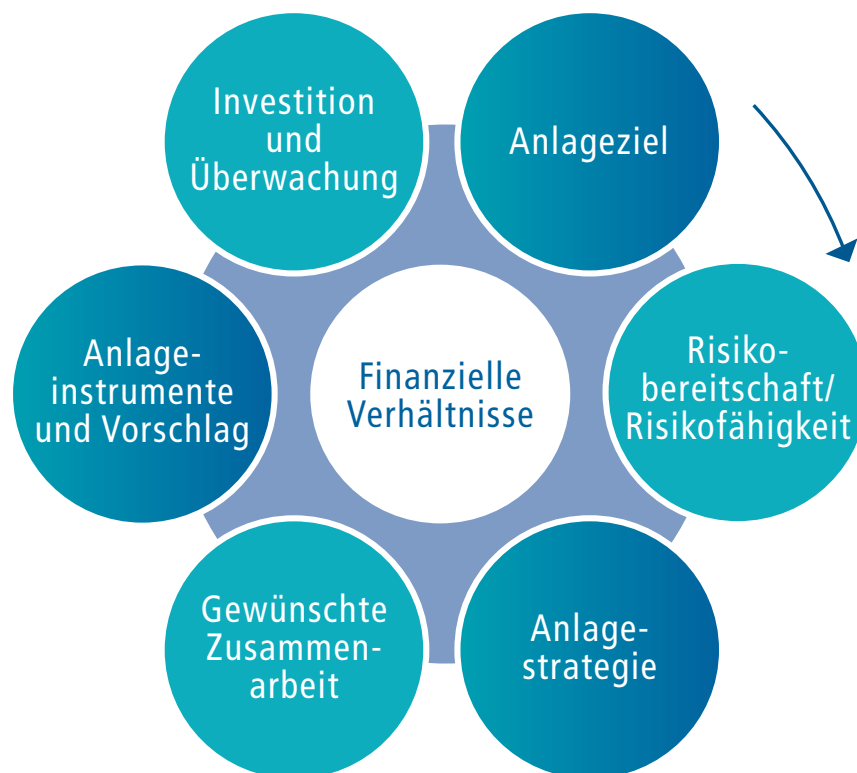 Investition
und
Überwachung
Anlageziel
Anlage-
instrumente
und Vorschlag
Finanzielle
Verhältnisse
Risiko-
bereitschaft/
Risikofähigkeit
Gewünschte
Zusammen-
arbeit
Anlage-
strategie